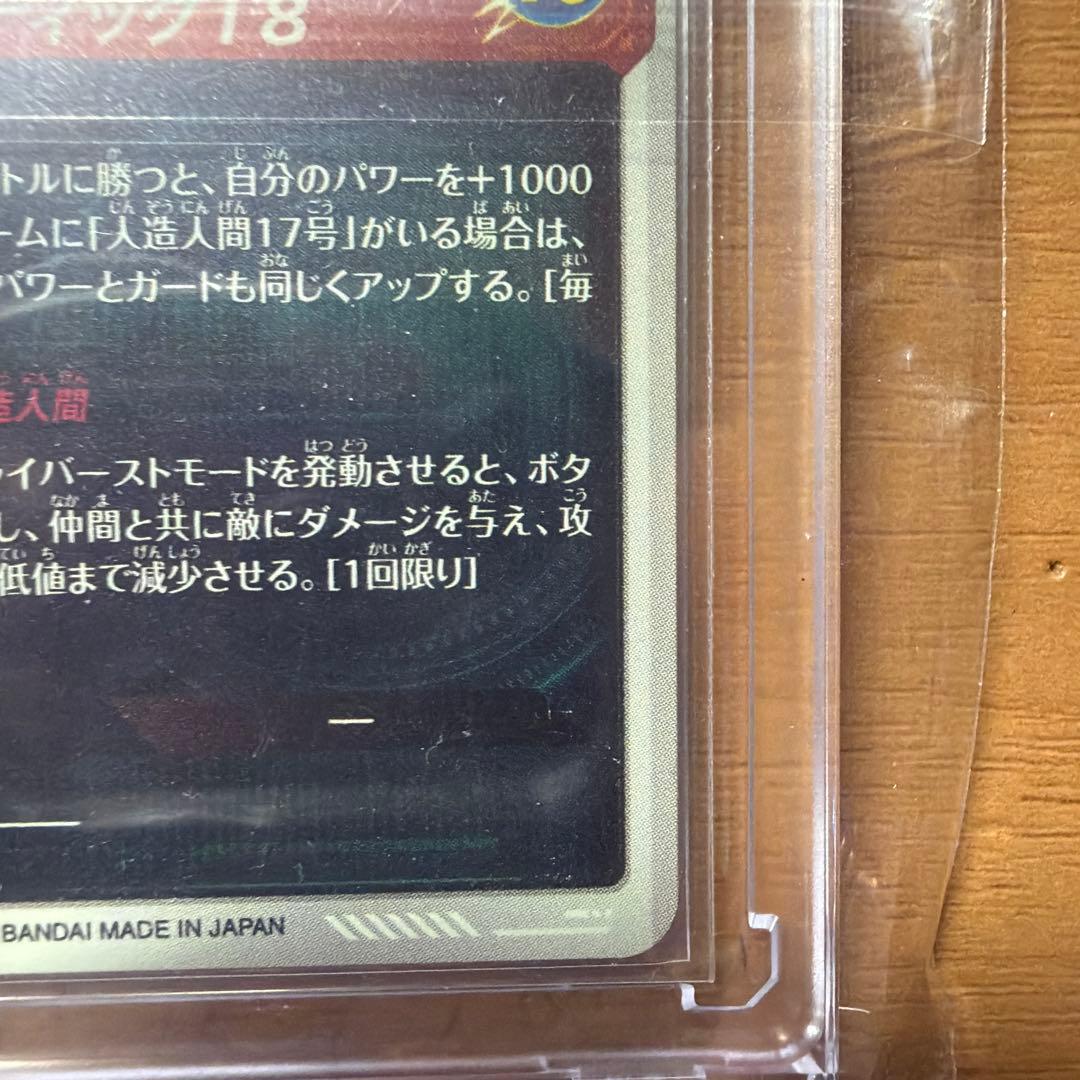 ィック18
トルに勝つと、自分のパワーを+1000
ームに「人造人間17号」がいる場合は、
パワーとガードも同じくアップする。[毎
造人間
イバーストモードを発動させると、ボタ
し、仲間と共に敵にダメージを与え、攻
低値まで減少させる。[1回限り]
BANDAI MADE IN JAPAN